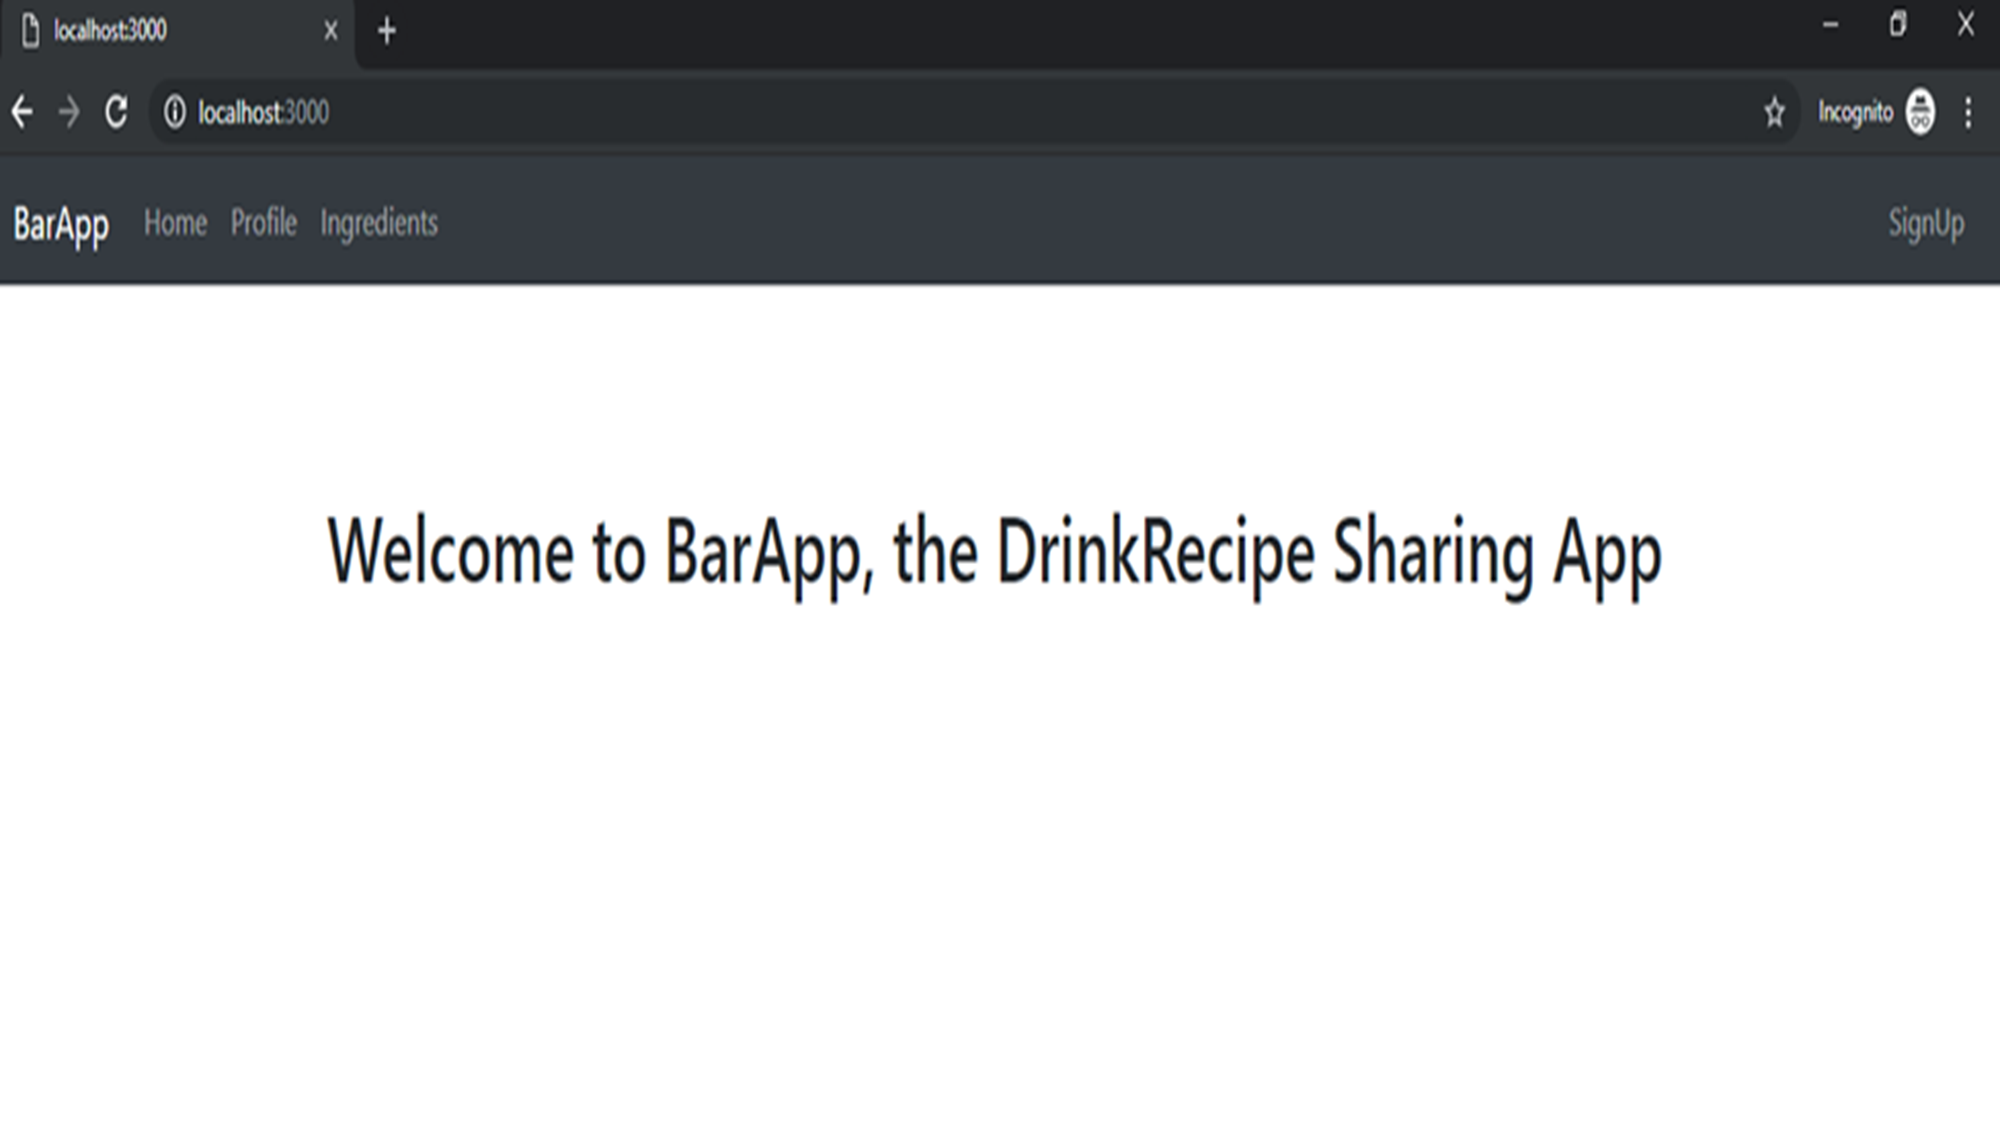 localhost:3000
localhost:3000 Incognito
BarApp Home Profile Ingredients SignUp
Welcome to BarApp, the DrinkRecipe Sharing App